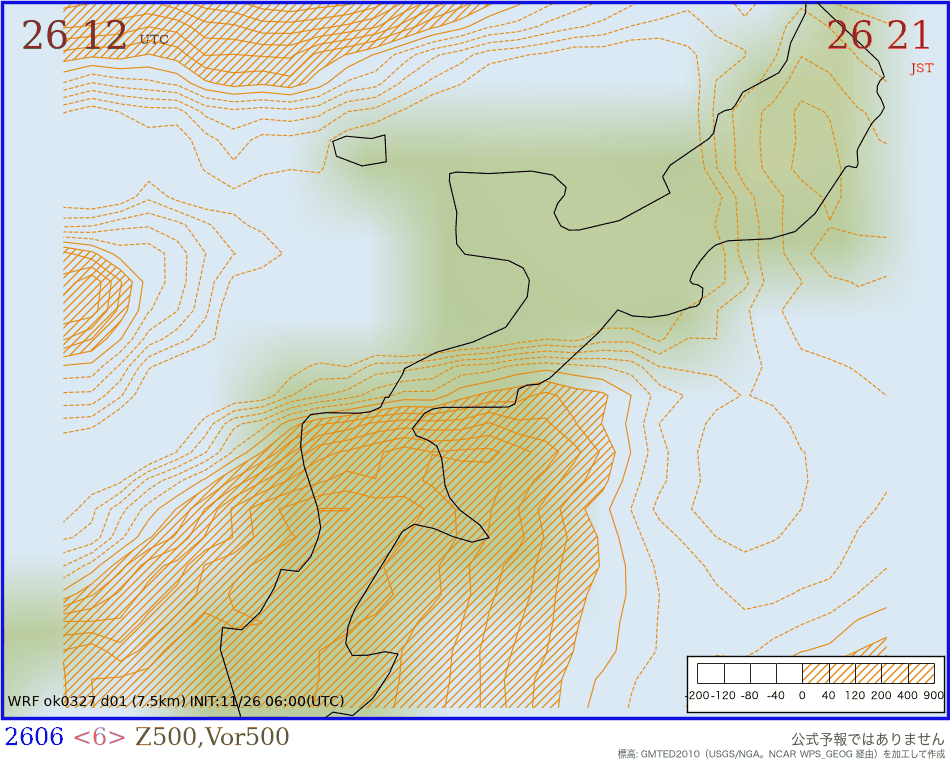 26 12 UTC
26 21
JST
-200 -120 -80 -40 0 40 120 200 400 900
WRF ok0327 d01 (7.5km) INIT:11/26 06:00(UTC)
2606 <6> Z500,Vor500
公式予報ではありません
標高: GMTED2010（USGS/NGA。NCAR WPS_GEOG 経由）を加工して作成